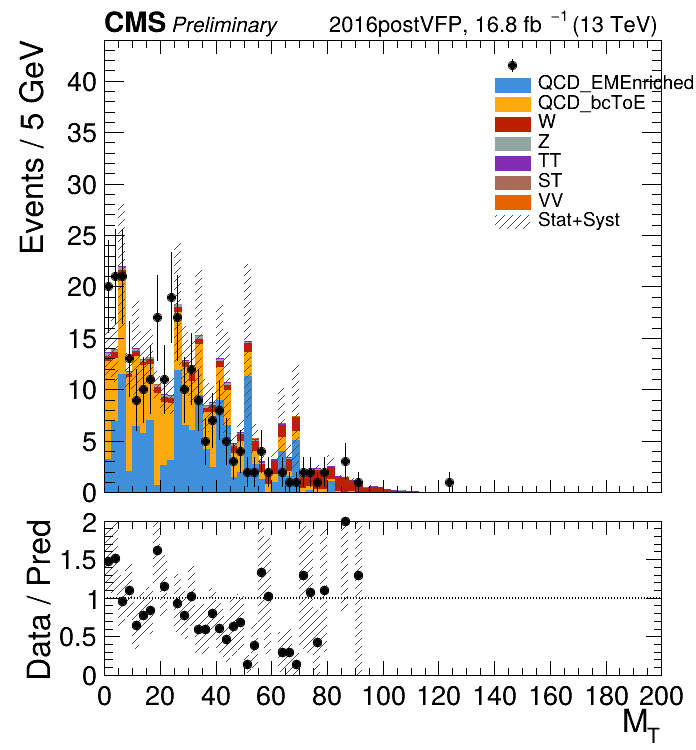 CMS Preliminary 2016postVFP, 16.8 fb⁻¹ (13 TeV)
Events / 5 GeV
40
35
30
25
20
15
10
5
0
QCD_EMEnriched
QCD_bcToE
W
Z
TT
ST
VV
Stat+Syst
Data / Pred
2
1.5
1
0.5
0
0 20 40 60 80 100 120 140 160 180 200
M_T